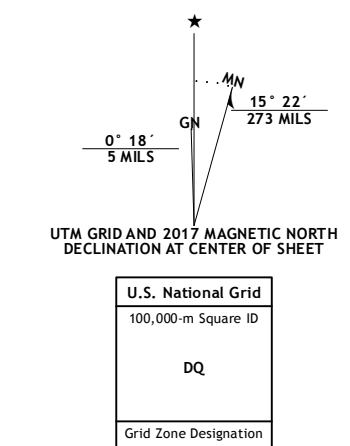 ★
MN
GN
15° 22´
273 MILS
0° 18´
5 MILS
UTM GRID AND 2017 MAGNETIC NORTH
DECLINATION AT CENTER OF SHEET
U.S. National Grid
100,000-m Square ID
DQ
Grid Zone Designation